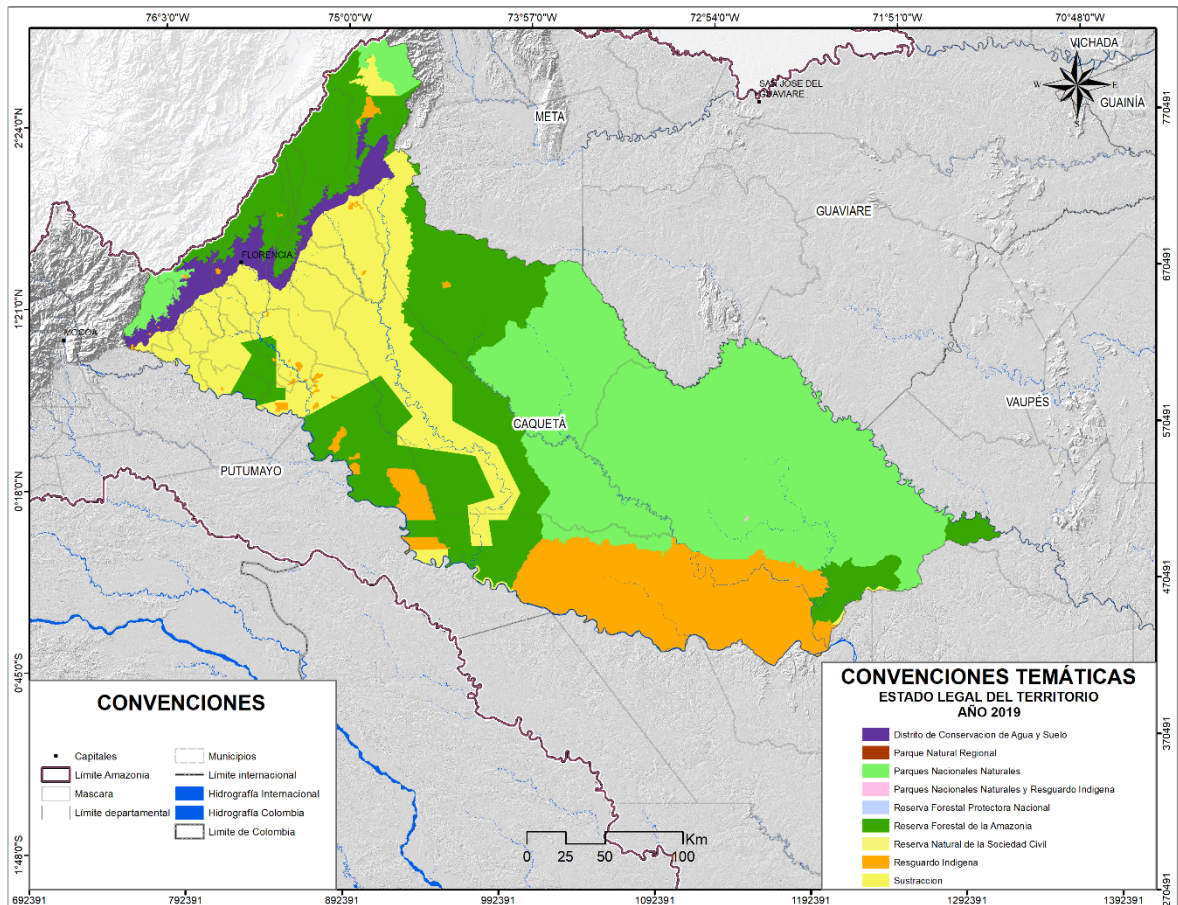 76°3'0"W 75°0'0"W 73°57'0"W 72°54'0"W 71°51'0"W 70°48'0"W
VICHADA
N
W E
S
SAN JOSE DEL
GUAVIARE
GUAINÍA
META
770491
2°24'0"N
GUAVIARE
FLORENCIA
670491
1°21'0"N
MOCOA
VAUPÉS
CAQUETÁ
570491
PUTUMAYO
0°18'0"N
470491
0°45'0"S
CONVENCIONES
Capitales
Límite Amazonia
Mascara
Límite departamental
Municipios
Límite internacional
Hidrografía Internacional
Hidrografía Colombia
Limite de Colombia
CONVENCIONES TEMÁTICAS
ESTADO LEGAL DEL TERRITORIO
AÑO 2019
Distrito de Conservacion de Agua y Suelo
Parque Natural Regional
Parques Nacionales Naturales
Parques Nacionales Naturales y Resguardo Indigena
Reserva Forestal Protectora Nacional
Reserva Forestal de la Amazonia
Reserva Natural de la Sociedad Civil
Resguardo Indigena
Sustraccion
370491
Km
0 25 50 100
1°48'0"S
270491
692391 792391 892391 992391 1092391 1192391 1292391 1392391